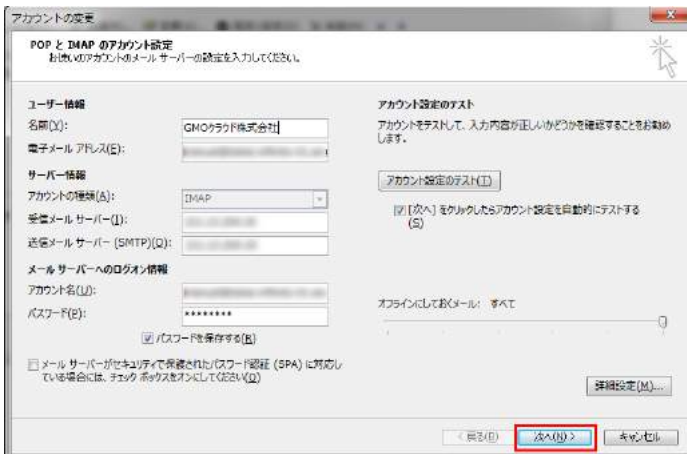 アカウントの変更
POP と IMAP のアカウント設定
お使いのアカウントのメール サーバーの設定を入力してください。
ユーザー情報
名前(Y):
GMOクラウド株式会社
電子メール アドレス(E):
サーバー情報
アカウントの種類(A):
IMAP
受信メール サーバー(I):
送信メール サーバー (SMTP)(O):
メール サーバーへのログオン情報
アカウント名(U):
パスワード(P):
********
パスワードを保存する(R)
メール サーバーがセキュリティで保護されたパスワード認証 (SPA) に対応し
ている場合には、チェック ボックスをオンにしてください(Q)
アカウント設定のテスト
アカウントをテストして、入力内容が正しいかどうかを確認することをお勧め
します。
アカウント設定のテスト(T)
[次へ] をクリックしたらアカウント設定を自動的にテストする
(S)
オフラインにしておくメール: すべて
詳細設定(M)...
< 戻る(B)
次へ(N) >
キャンセル